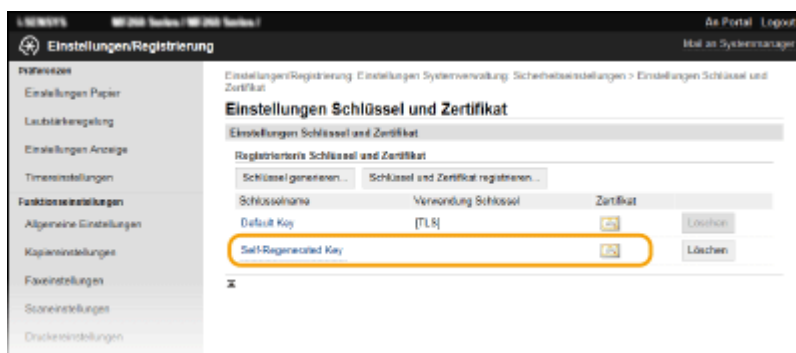 An Portal Logout
Einstellungen/Registrierung
Mail an Systemmanager
Präferenzen
Einstellungen Papier
Lautstärkeregelung
Einstellungen Anzeige
Timereinstellungen
Funktionseinstellungen
Allgemeine Einstellungen
Kopiereinstellungen
Faxeinstellungen
Scaneinstellungen
Druckereinstellungen
Einstellungen/Registrierung: Einstellungen Systemverwaltung: Sicherheitseinstellungen > Einstellungen Schlüssel und
Zertifikat
Einstellungen Schlüssel und Zertifikat
Einstellungen Schlüssel und Zertifikat
Registrierter/s Schlüssel und Zertifikat
Schlüssel generieren... Schlüssel und Zertifikat registrieren...
Schlüsselname Verwendung Schlüssel Zertifikat
Default Key [TLS] Löschen
Self-Regenerated Key Löschen